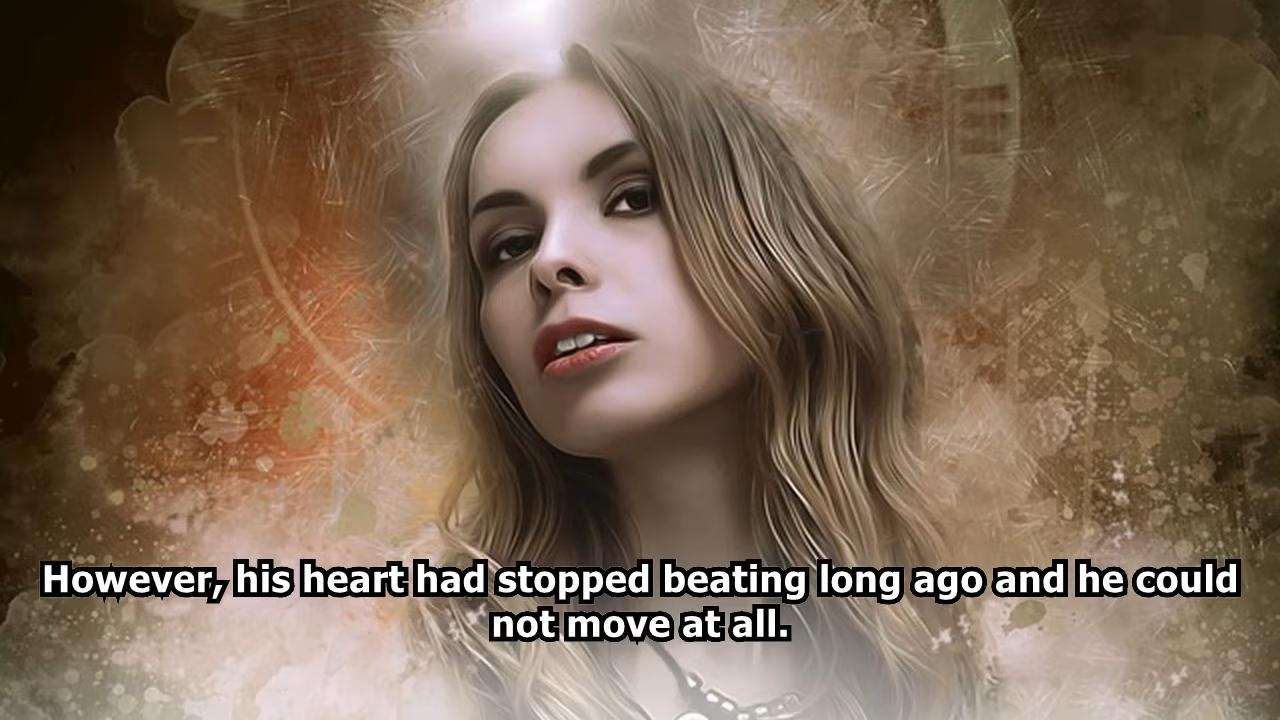 However, his heart had stopped beating long ago and he could
not move at all.